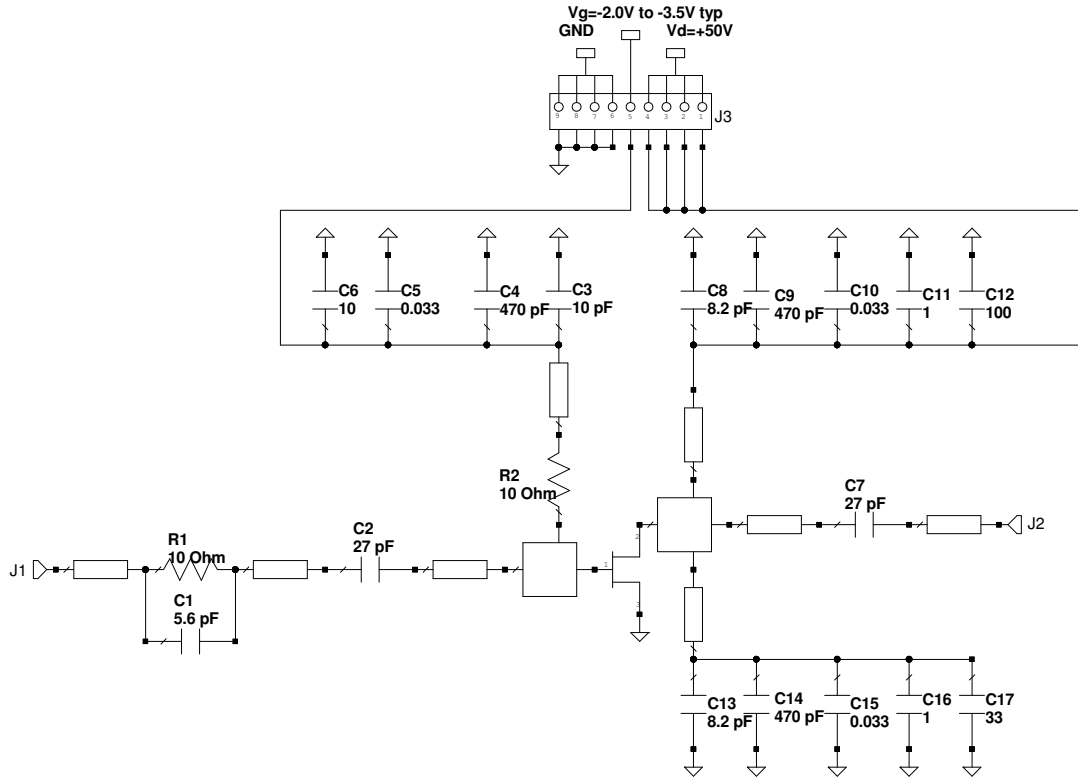 Vg=-2.0V to -3.5V typ
GND
Vd=+50V
9 8 7 6 5 4 3 2 1
J3
C6
10
C5
0.033
C4
470 pF
C3
10 pF
C8
8.2 pF
C9
470 pF
C10
0.033
C11
1
C12
100
R2
10 Ohm
C7
27 pF
J2
2
1
3
J1
R1
10 Ohm
C1
5.6 pF
C2
27 pF
C13
8.2 pF
C14
470 pF
C15
0.033
C16
1
C17
33